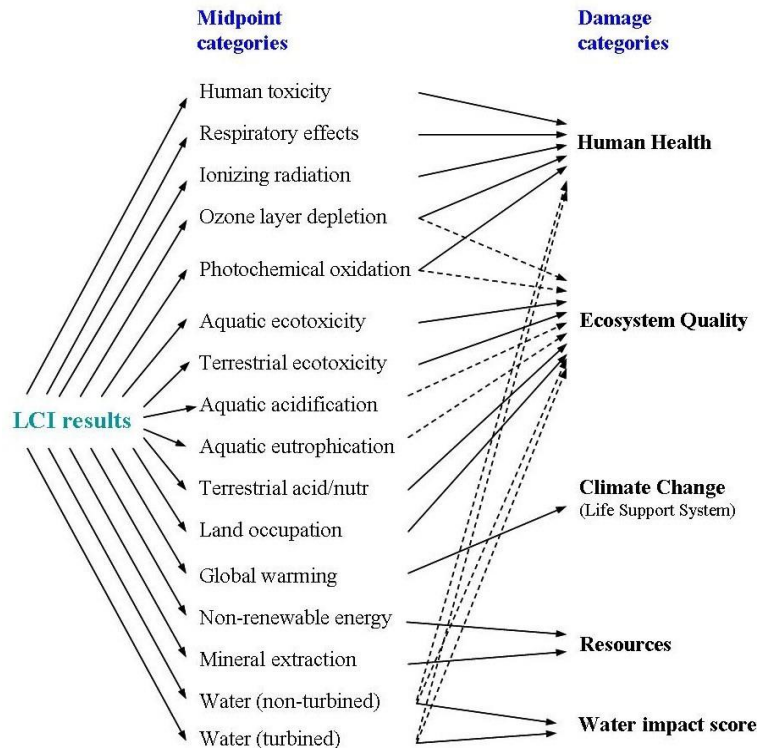 Midpoint
categories
Damage
categories
Human toxicity
Respiratory effects
Ionizing radiation
Ozone layer depletion
Photochemical oxidation
Aquatic ecotoxicity
Terrestrial ecotoxicity
Aquatic acidification
Aquatic eutrophication
Terrestrial acid/nutr
Land occupation
Global warming
Non-renewable energy
Mineral extraction
Water (non-turbined)
Water (turbined)
LCI results
Human Health
Ecosystem Quality
Climate Change
(Life Support System)
Resources
Water impact score